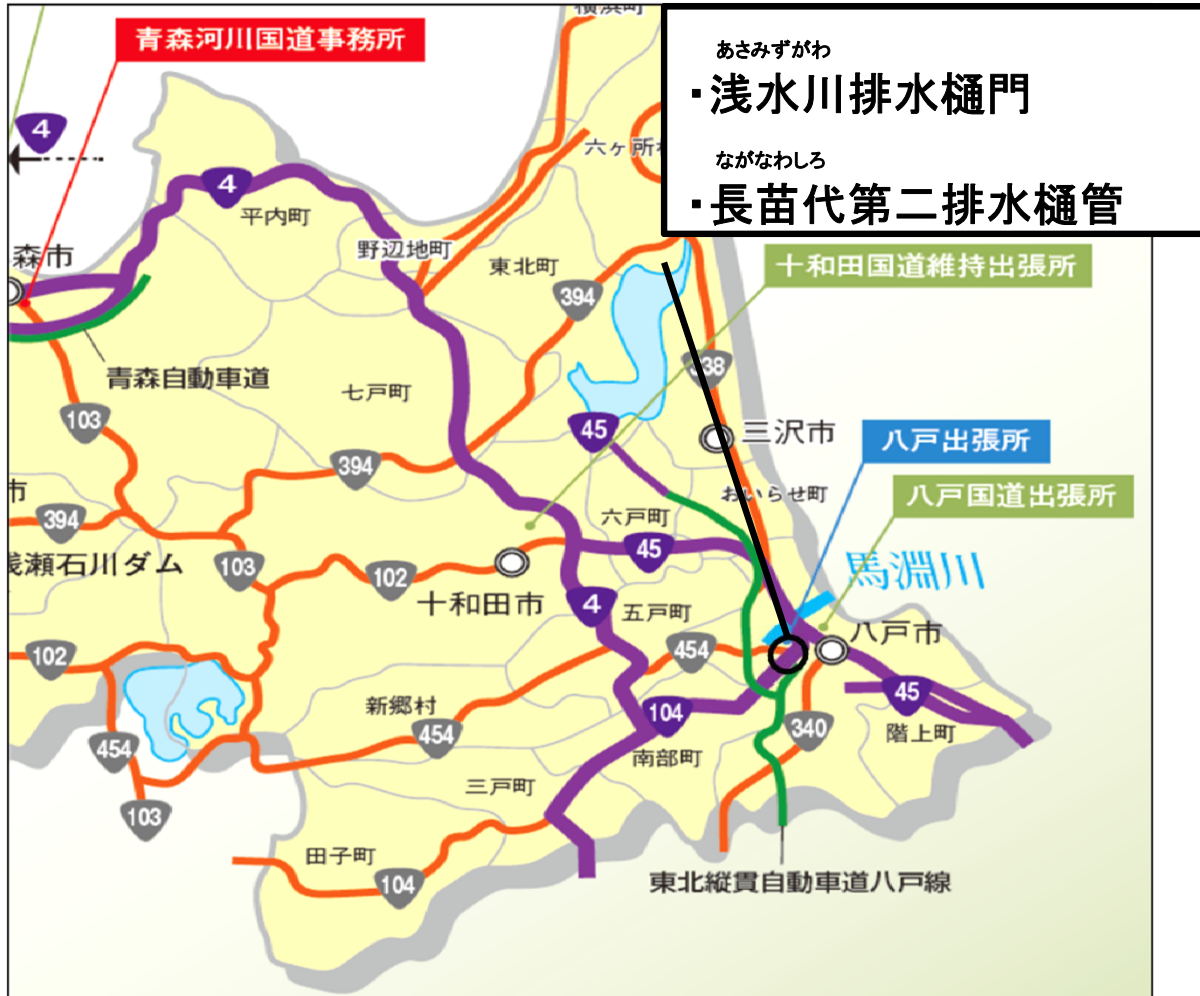 横浜町
青森河川国道事務所
あさみずがわ
・浅水川排水樋門
ながなわしろ
・長苗代第二排水樋管
4
六ヶ所村
4
平内町
森市
野辺地町
東北町
十和田国道維持出張所
394
青森自動車道
338
七戸町
103
45
三沢市
八戸出張所
394
市
おいらせ町
八戸国道出張所
394
六戸町
45
浅瀬石川ダム
103
102
馬淵川
十和田市
4
五戸町
八戸市
102
454
新郷村
45
104
454
340
階上町
454
南部町
三戸町
103
田子町
104
東北縦貫自動車道八戸線